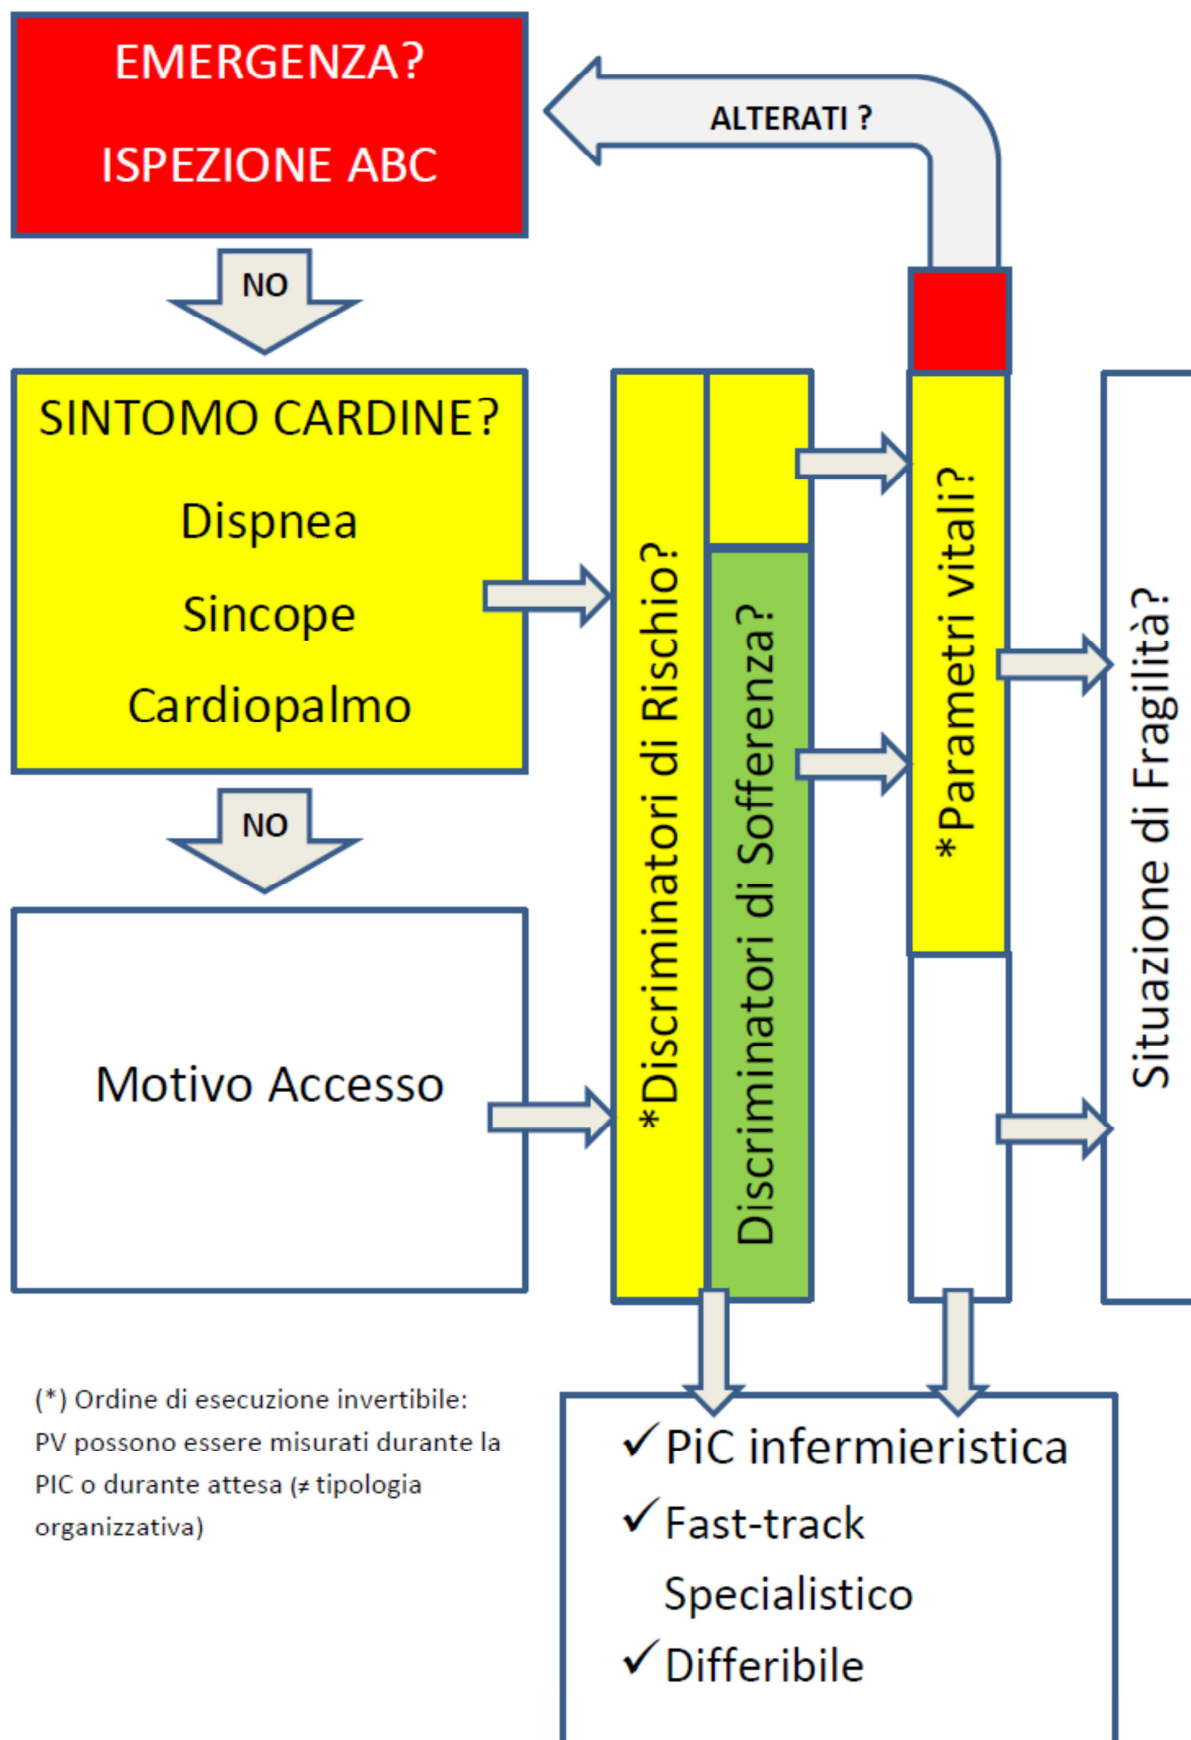 EMERGENZA?
ISPEZIONE ABC
ALTERATI ?
NO
SINTOMO CARDINE?
Dispnea
Sincope
Cardiopalmo
*Discriminatori di Rischio?
Discriminatori di Sofferenza?
*Parametri vitali?
Situazione di Fragilità?
NO
Motivo Accesso
(*) Ordine di esecuzione invertibile:
PV possono essere misurati durante la
PIC o durante attesa (≠ tipologia
organizzativa)
✓ PiC infermieristica
✓ Fast-track
Specialistico
✓ Differibile